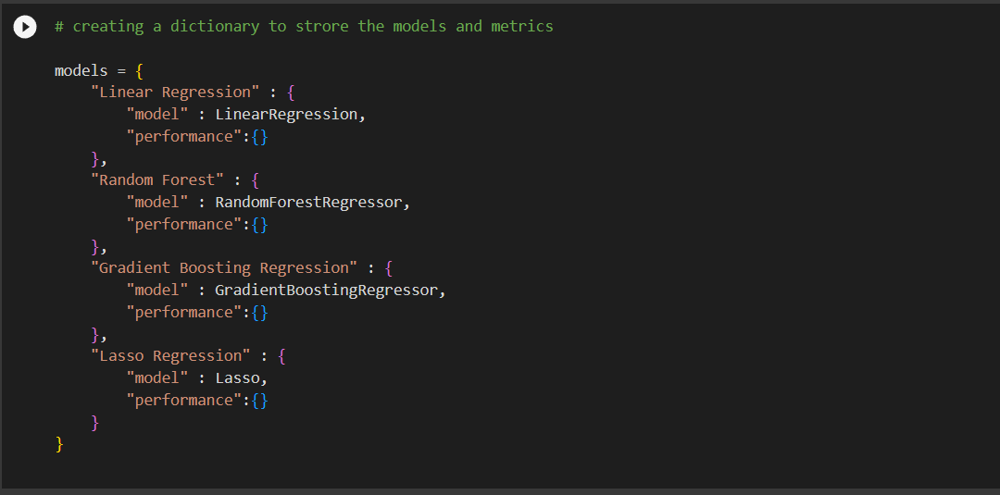 # creating a dictionary to strore the models and metrics
models = {
"Linear Regression" : {
"model" : LinearRegression,
"performance":{}
},
"Random Forest" : {
"model" : RandomForestRegressor,
"performance":{}
},
"Gradient Boosting Regression" : {
"model" : GradientBoostingRegressor,
"performance":{}
},
"Lasso Regression" : {
"model" : Lasso,
"performance":{}
}
}